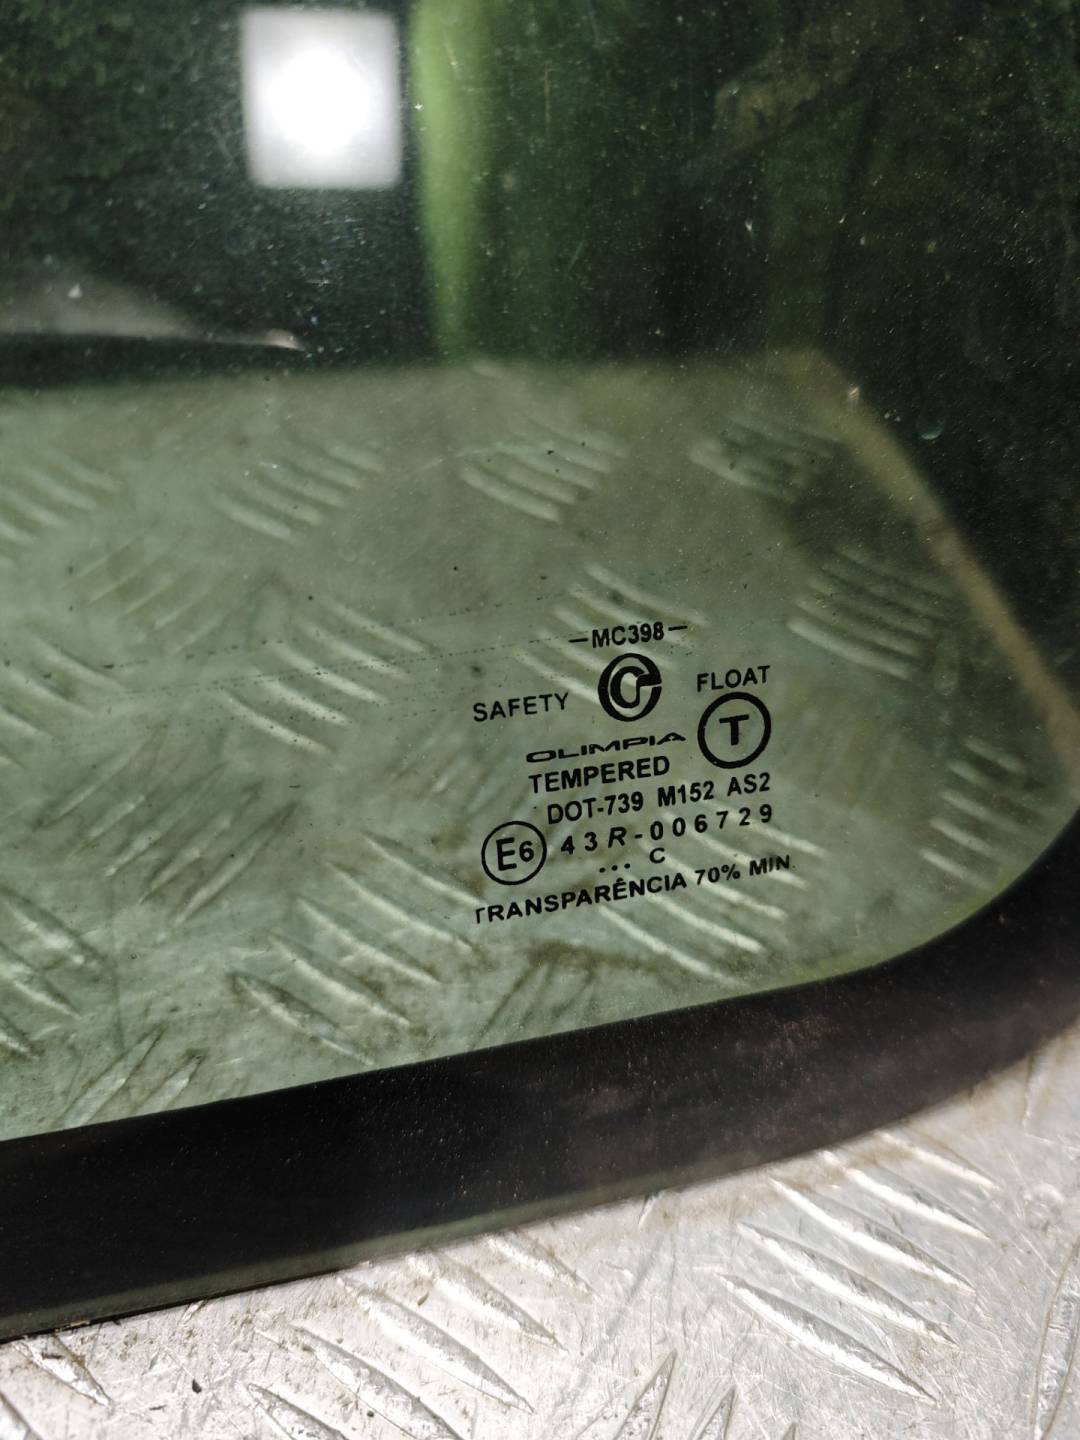 MC398
SAFETY FLOAT
OLIMPIA T
TEMPERED
DOT-739 M152 AS2
E6 43R-006729
... C
TRANSPARÊNCIA 70% MIN.